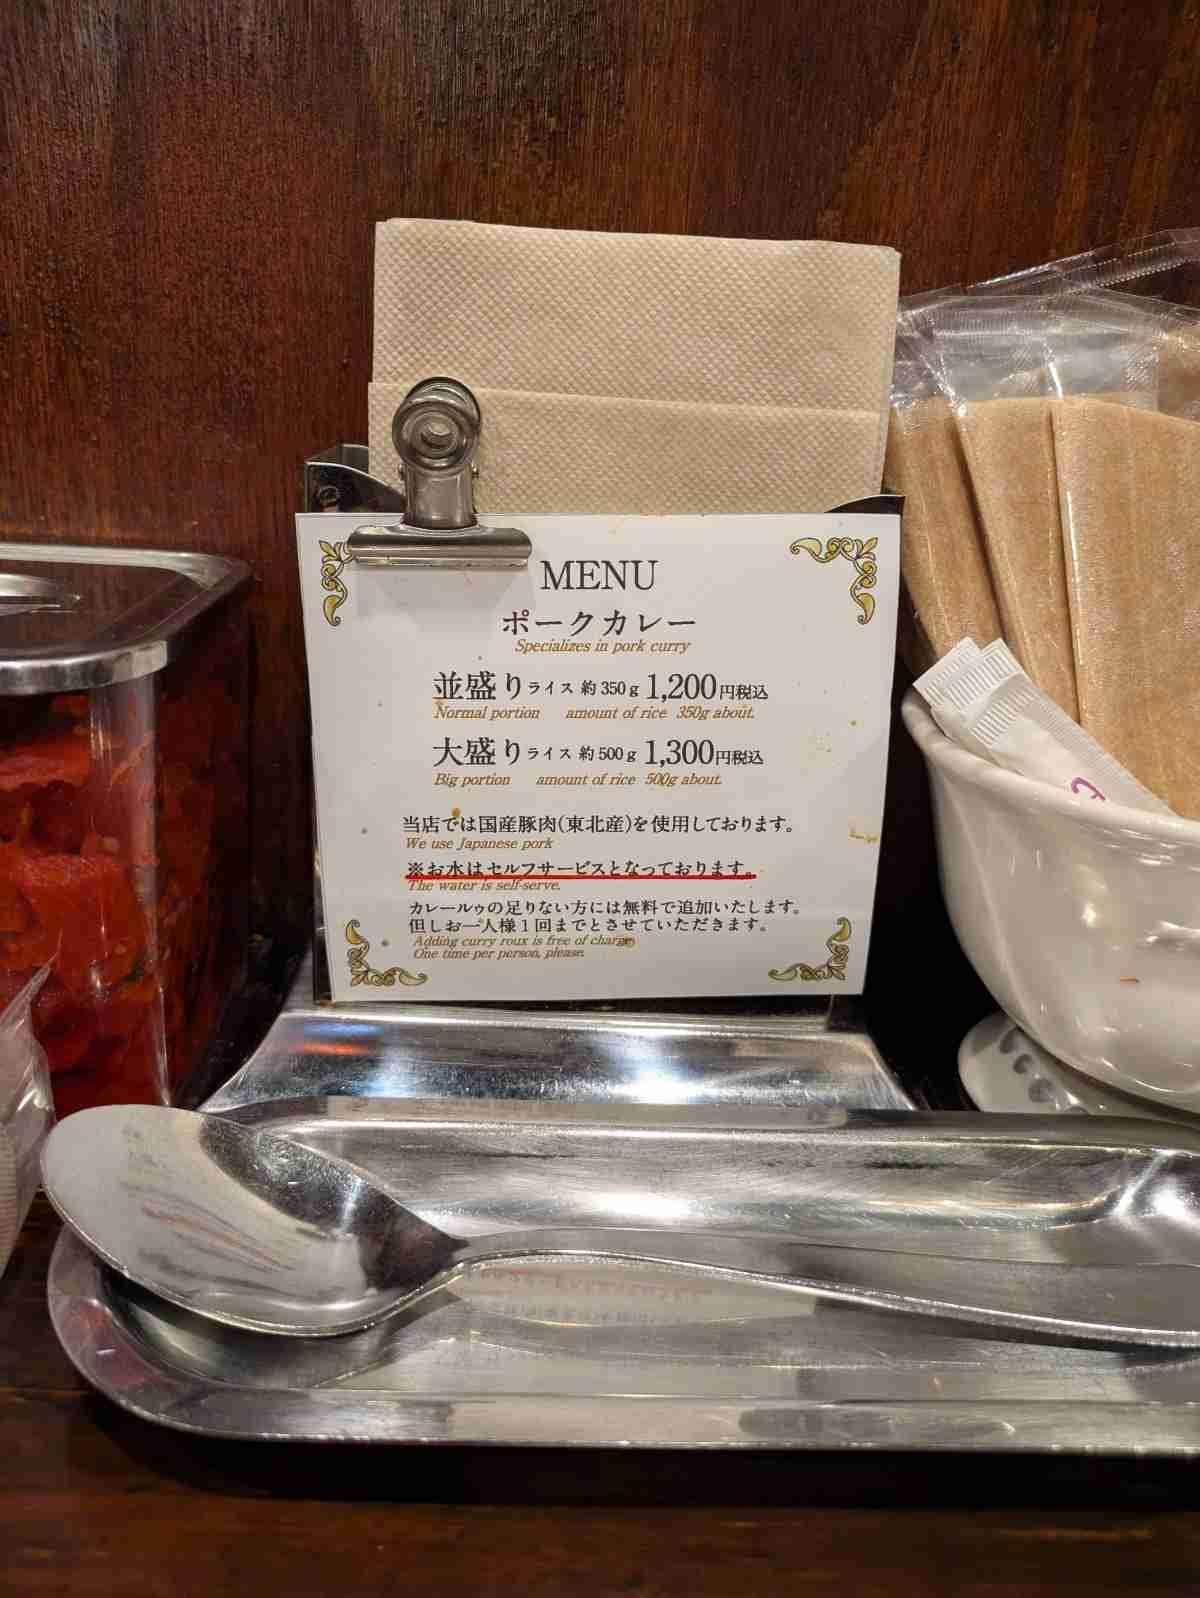 MENU
ポークカレー
Specializes in pork curry
並盛りライス 約350g 1,200円税込
Normal portion amount of rice 350g about.
大盛りライス 約500g 1,300円税込
Big portion amount of rice 500g about.
当店では国産豚肉(東北産)を使用しております。
We use Japanese pork
※お水はセルフサービスとなっております。
The water is self-serve.
カレールゥの足りない方には無料で追加いたします。
但しお一人様1回までとさせていただきます。
Adding curry roux is free of charge
One time per person, please.